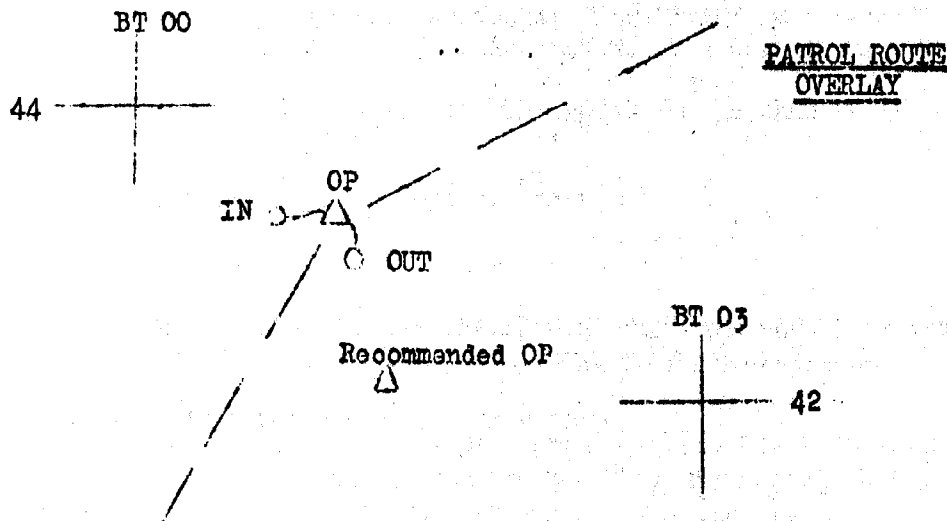 BT 00
PATROL ROUTE
OVERLAY
44
OP
IN
OUT
BT 03
Recommended OP
42